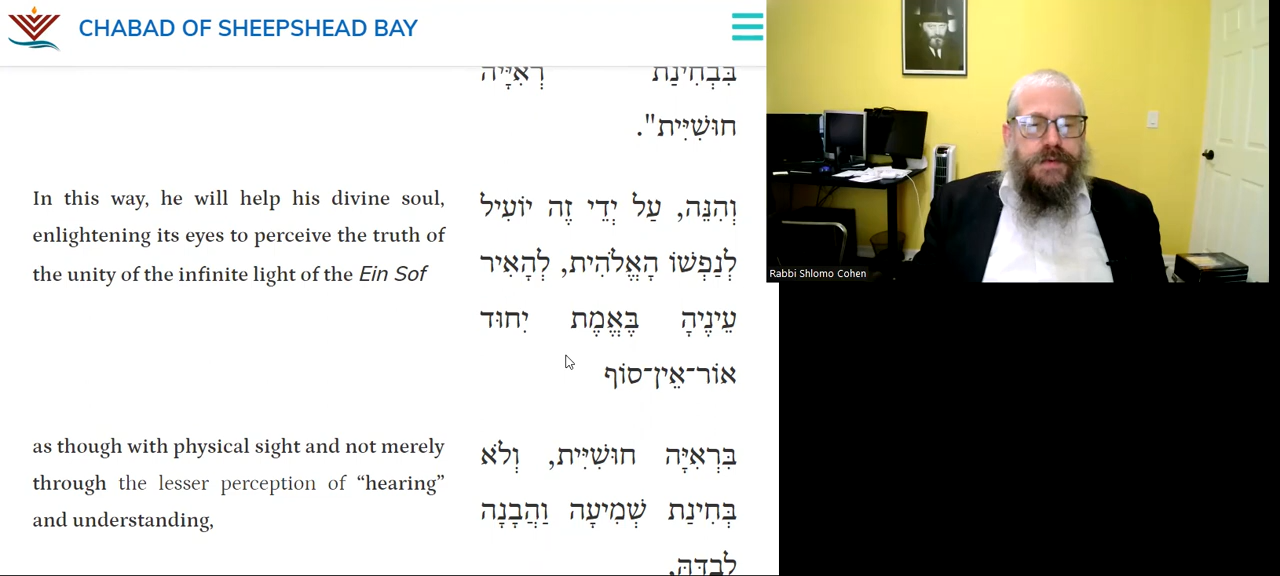 CHABAD OF SHEEPSHEAD BAY
בִּבְחִינַת רְאִיָּיה
חוּשִׁיִּית".
In this way, he will help his divine soul,
enlightening its eyes to perceive the truth of
the unity of the infinite light of the Ein Sof
וְהִנֵּה, עַל יְדֵי זֶה יוֹעִיל
לְנַפְשׁוֹ הָאֱלֹהִית, לְהָאִיר
עֵינֶיהָ בֶּאֱמֶת יִחוּד
אוֹר־אֵין־סוֹף
as though with physical sight and not merely
through the lesser perception of “hearing”
and understanding,
בִּרְאִיָּה חוּשִׁיִּית, וְלֹא
בְּחִינַת שְׁמִיעָה וַהֲבָנָה
לְבַדָּהּ,
Rabbi Shlomo Cohen